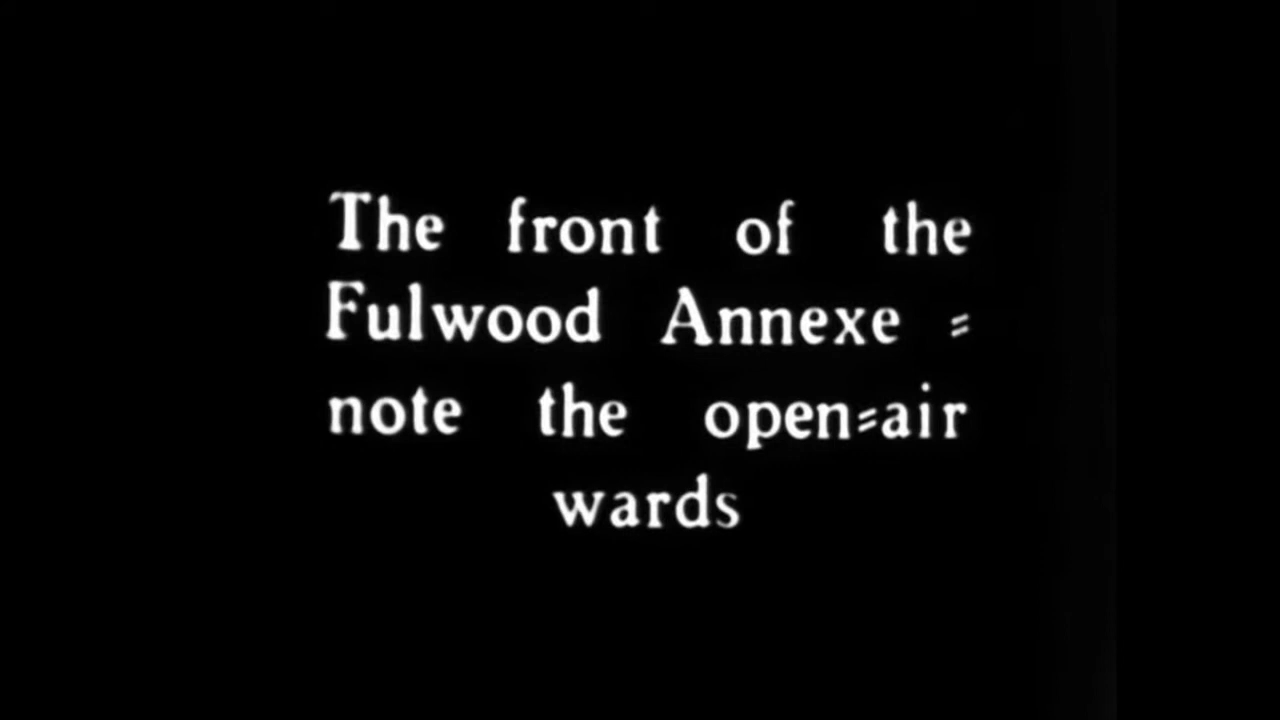 The front of the
Fulwood Annexe =
note the open=air
wards